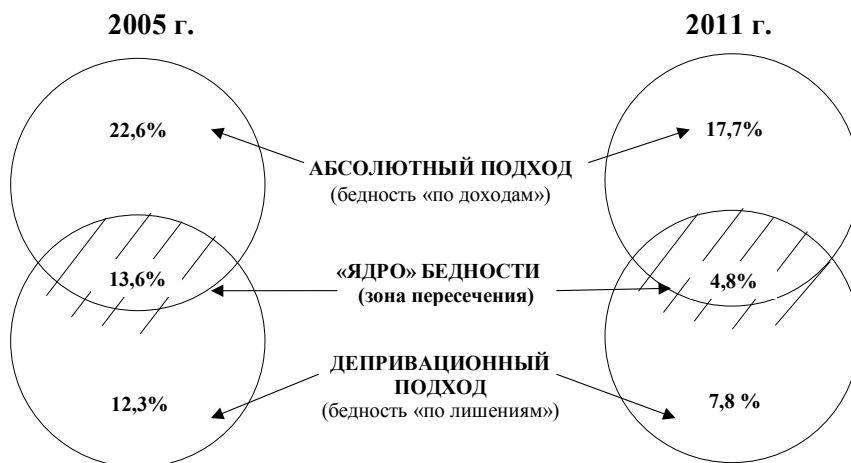 2005 г.
2011 г.
22,6%
17,7%
АБСОЛЮТНЫЙ ПОДХОД
(бедность «по доходам»)
13,6%
«ЯДРО» БЕДНОСТИ
(зона пересечения)
4,8%
ДЕПРИВАЦИОННЫЙ
ПОДХОД
(бедность «по лишениям»)
12,3%
7,8 %